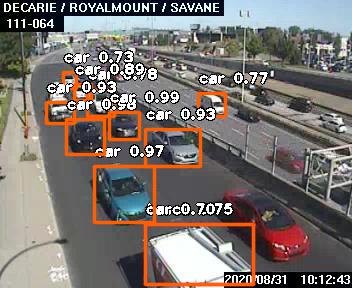 DECARIE / ROYALMOUNT / SAVANE
111-064
car 0.73
car 0.89
car 0.93
car 0.99
car 0.77
car 0.93
car 0.97
2020/08/31 10:12:43